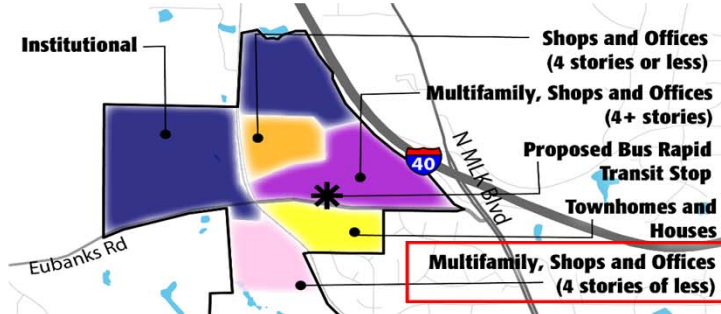 Institutional
Shops and Offices
(4 stories or less)
Multifamily, Shops and Offices
(4+ stories)
40
N MLK Blvd
Proposed Bus Rapid
Transit Stop
Townhomes and
Houses
Eubanks Rd
Multifamily, Shops and Offices
(4 stories of less)